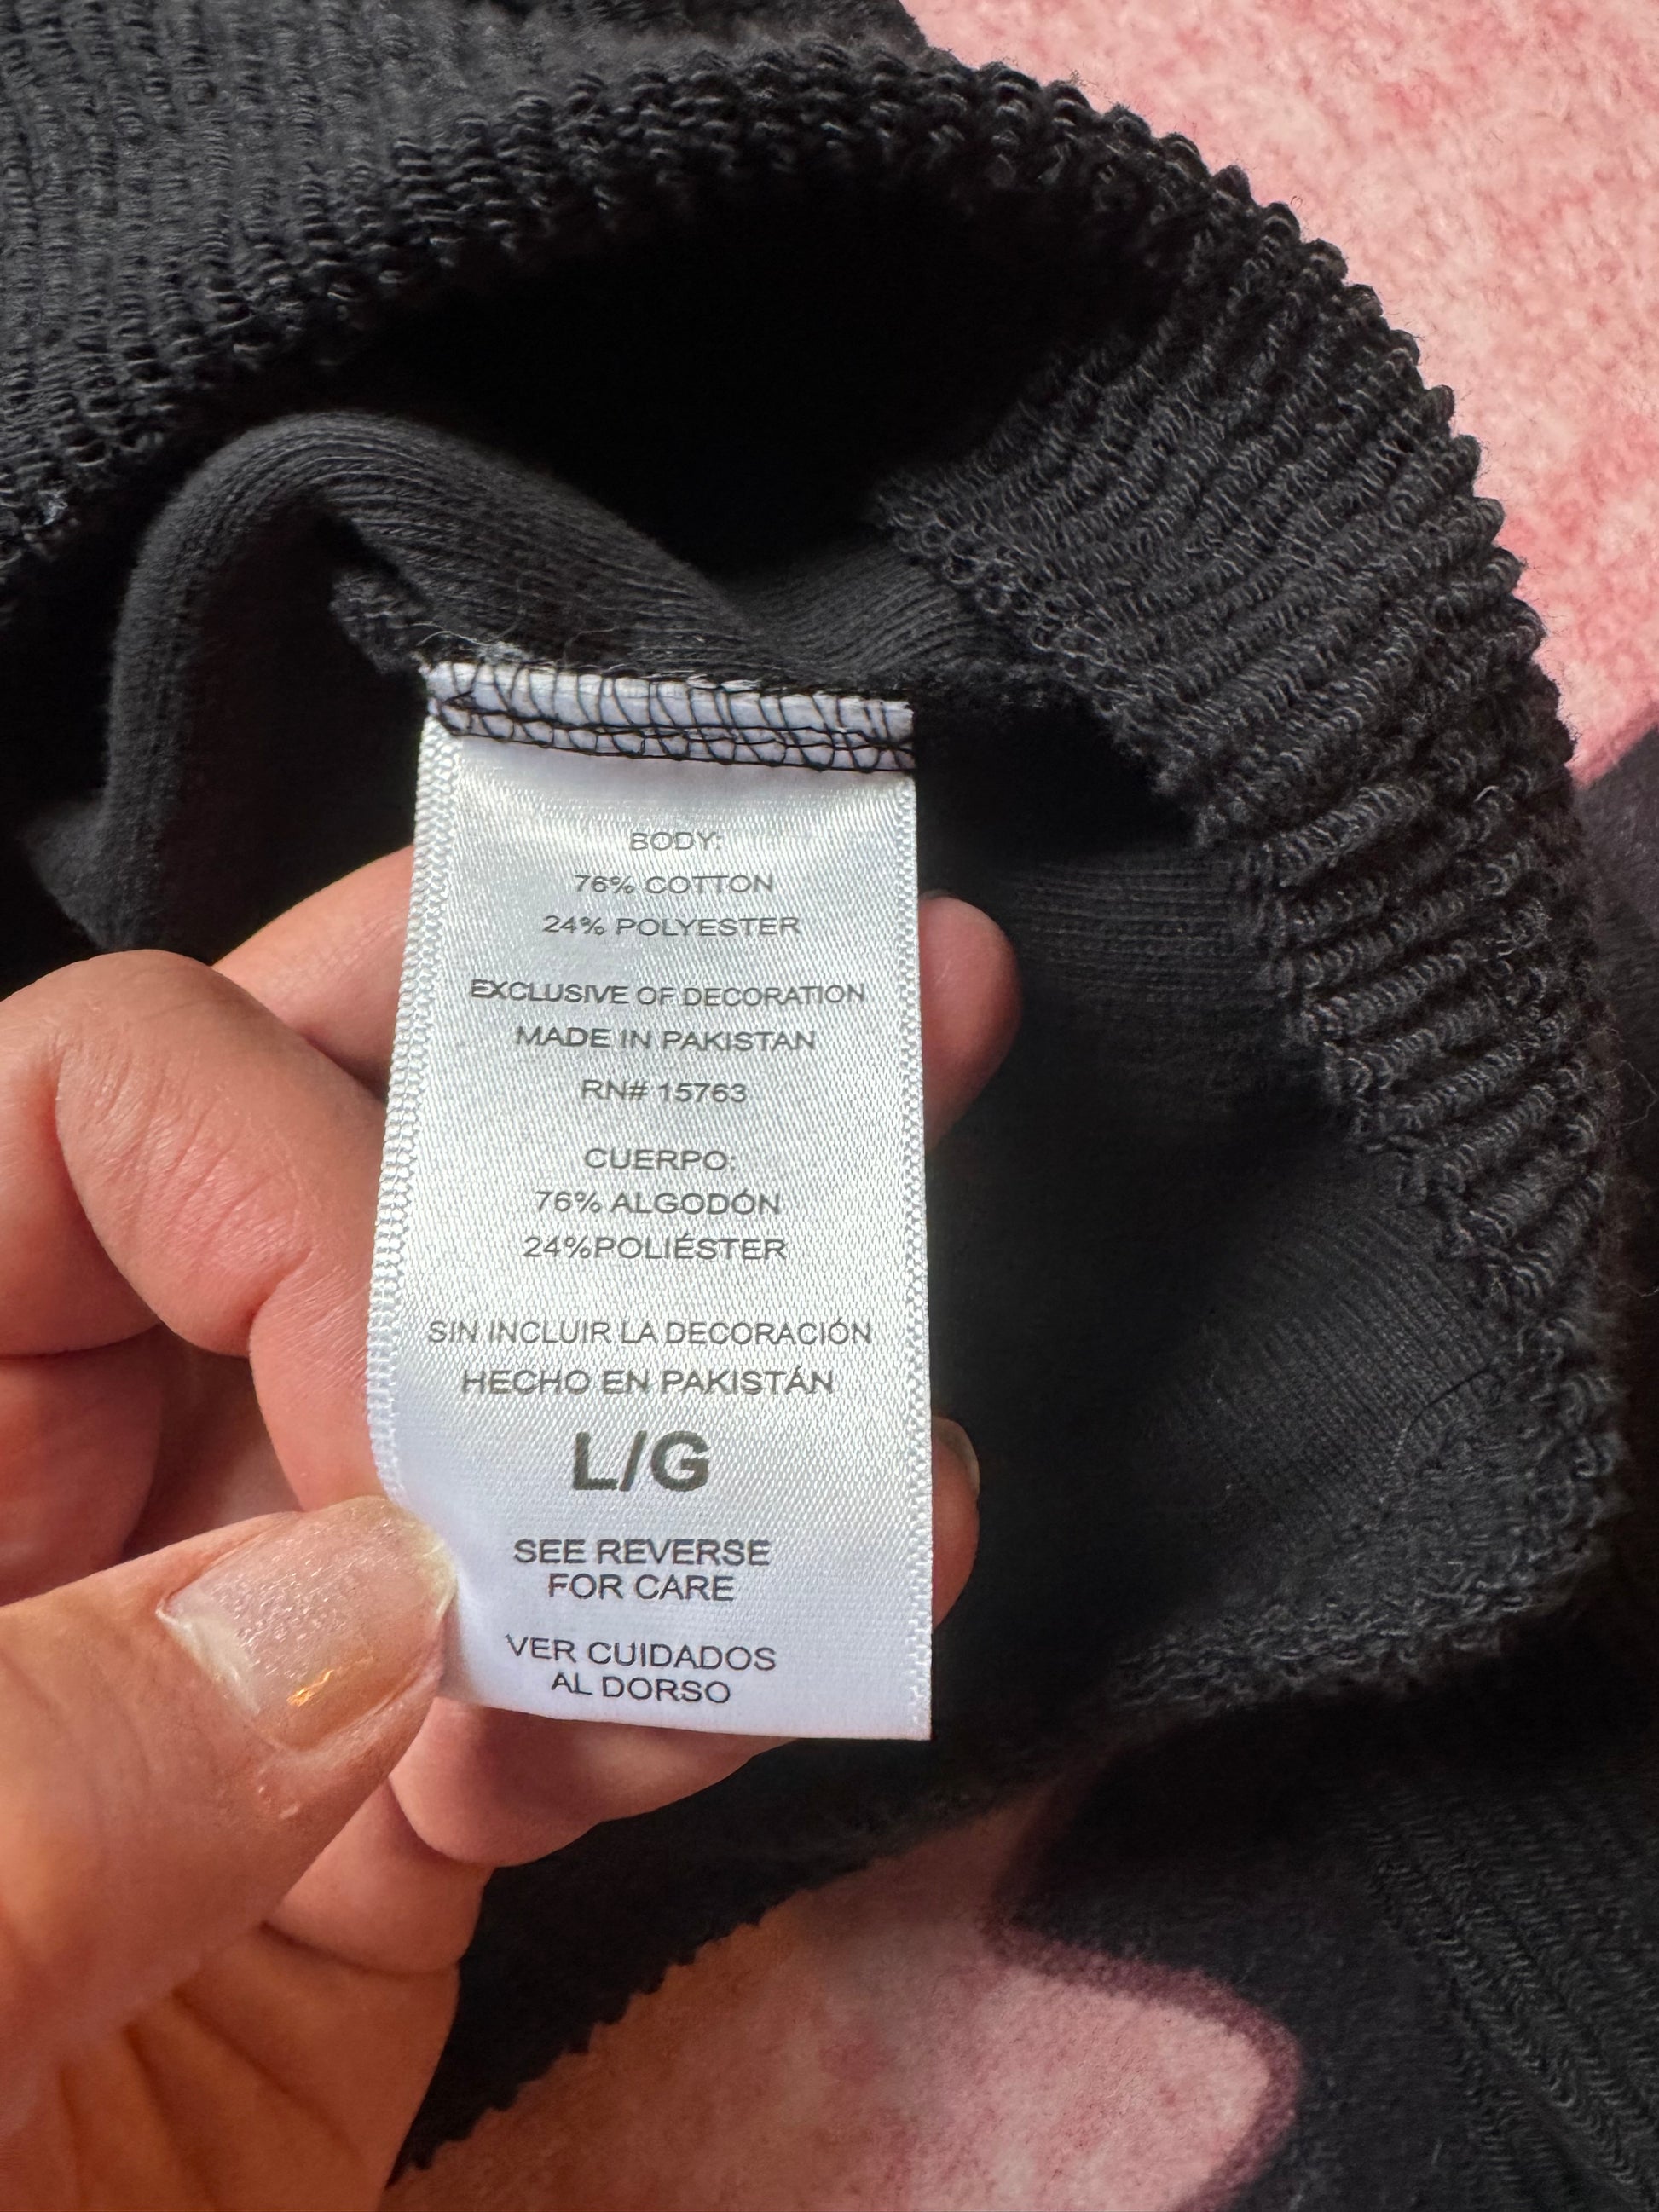 BODY:
76% COTTON
24% POLYESTER
EXCLUSIVE OF DECORATION
MADE IN PAKISTAN
RN# 15763
CUERPO:
76% ALGODÓN
24%POLIÉSTER
SIN INCLUIR LA DECORACIÓN
HECHO EN PAKISTÁN
L/G
SEE REVERSE
FOR CARE
VER CUIDADOS
AL DORSO